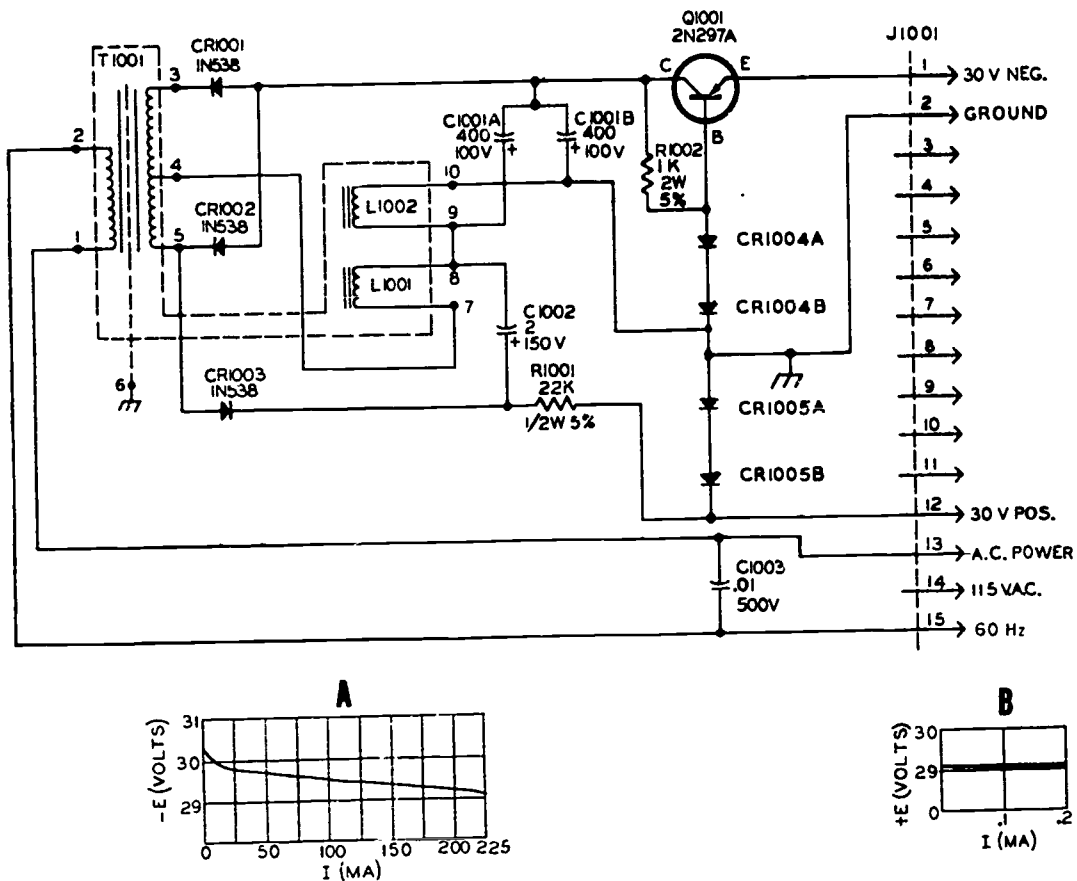 Q1001
2N297A
J1001
CR1001
1N538
T1001
3
C
E
1
30 V NEG.
2
GROUND
2
C1001A
400
100V
+
C1001B
400
100V
+
B
R1002
1 K
2W
5%
3
4
4
10
L1002
9
CR1002
1N538
5
1
CR1004A
5
6
8
L1001
7
C1002
2
150V
+
CR1004B
7
8
6
CR1003
1N538
R1001
22K
1/2W 5%
CR1005A
9
10
CR1005B
11
12
30 V POS.
13
A.C. POWER
C1003
.01
500V
14
115 V.A.C.
15
60 Hz
A
B
31
30
29
-E (VOLTS)
0 50 100 150 200 225
I (MA)
30
29
0
+E (VOLTS)
.1 .2
I (MA)